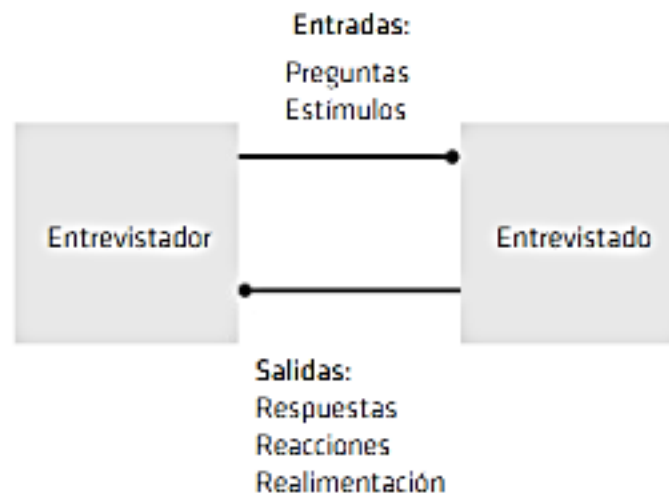 Entradas:
Preguntas
Estímulos
Entrevistador
Entrevistado
Salidas:
Respuestas
Reacciones
Realimentación